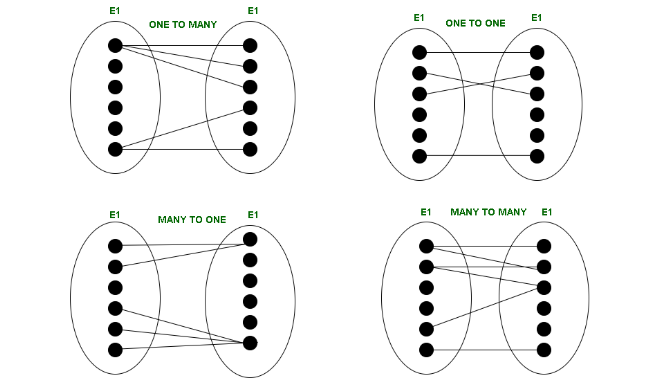 E1 ONE TO MANY E1
E1 ONE TO ONE E1
E1 MANY TO ONE E1
E1 MANY TO MANY E1